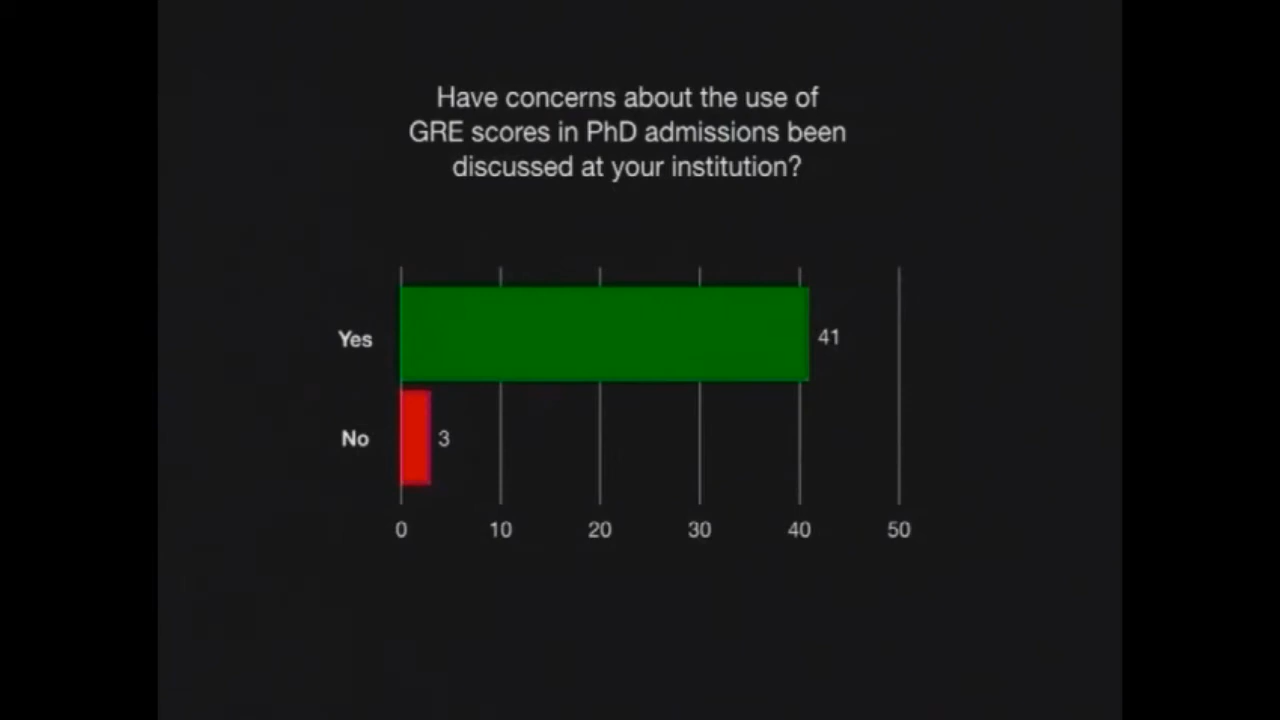 Have concerns about the use of
GRE scores in PhD admissions been
discussed at your institution?
Yes
41
No
3
0 10 20 30 40 50